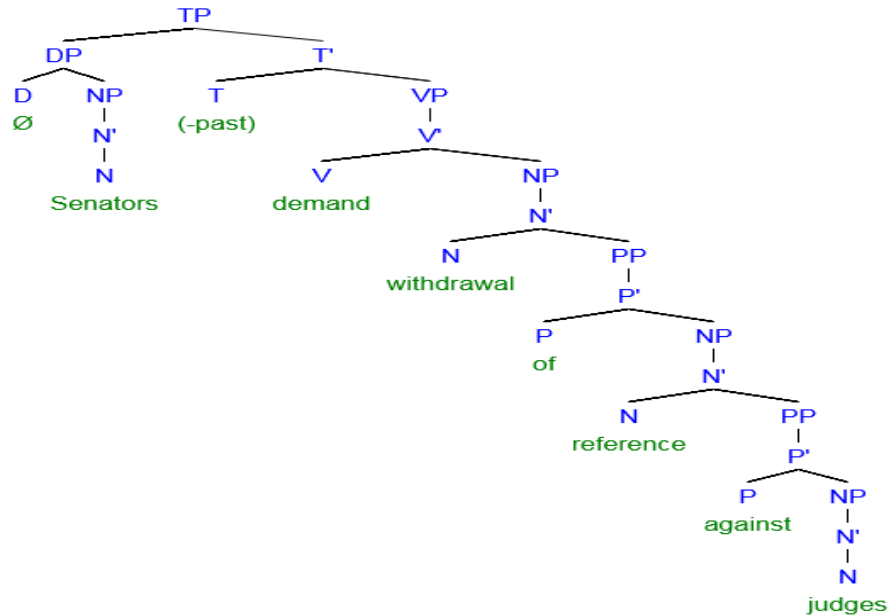 TP
DP T'
D NP T VP
Ø N' (-past) V'
N V NP
Senators demand N'
N PP
withdrawal P'
P NP
of N'
N PP
reference P'
P NP
against N'
N
judges